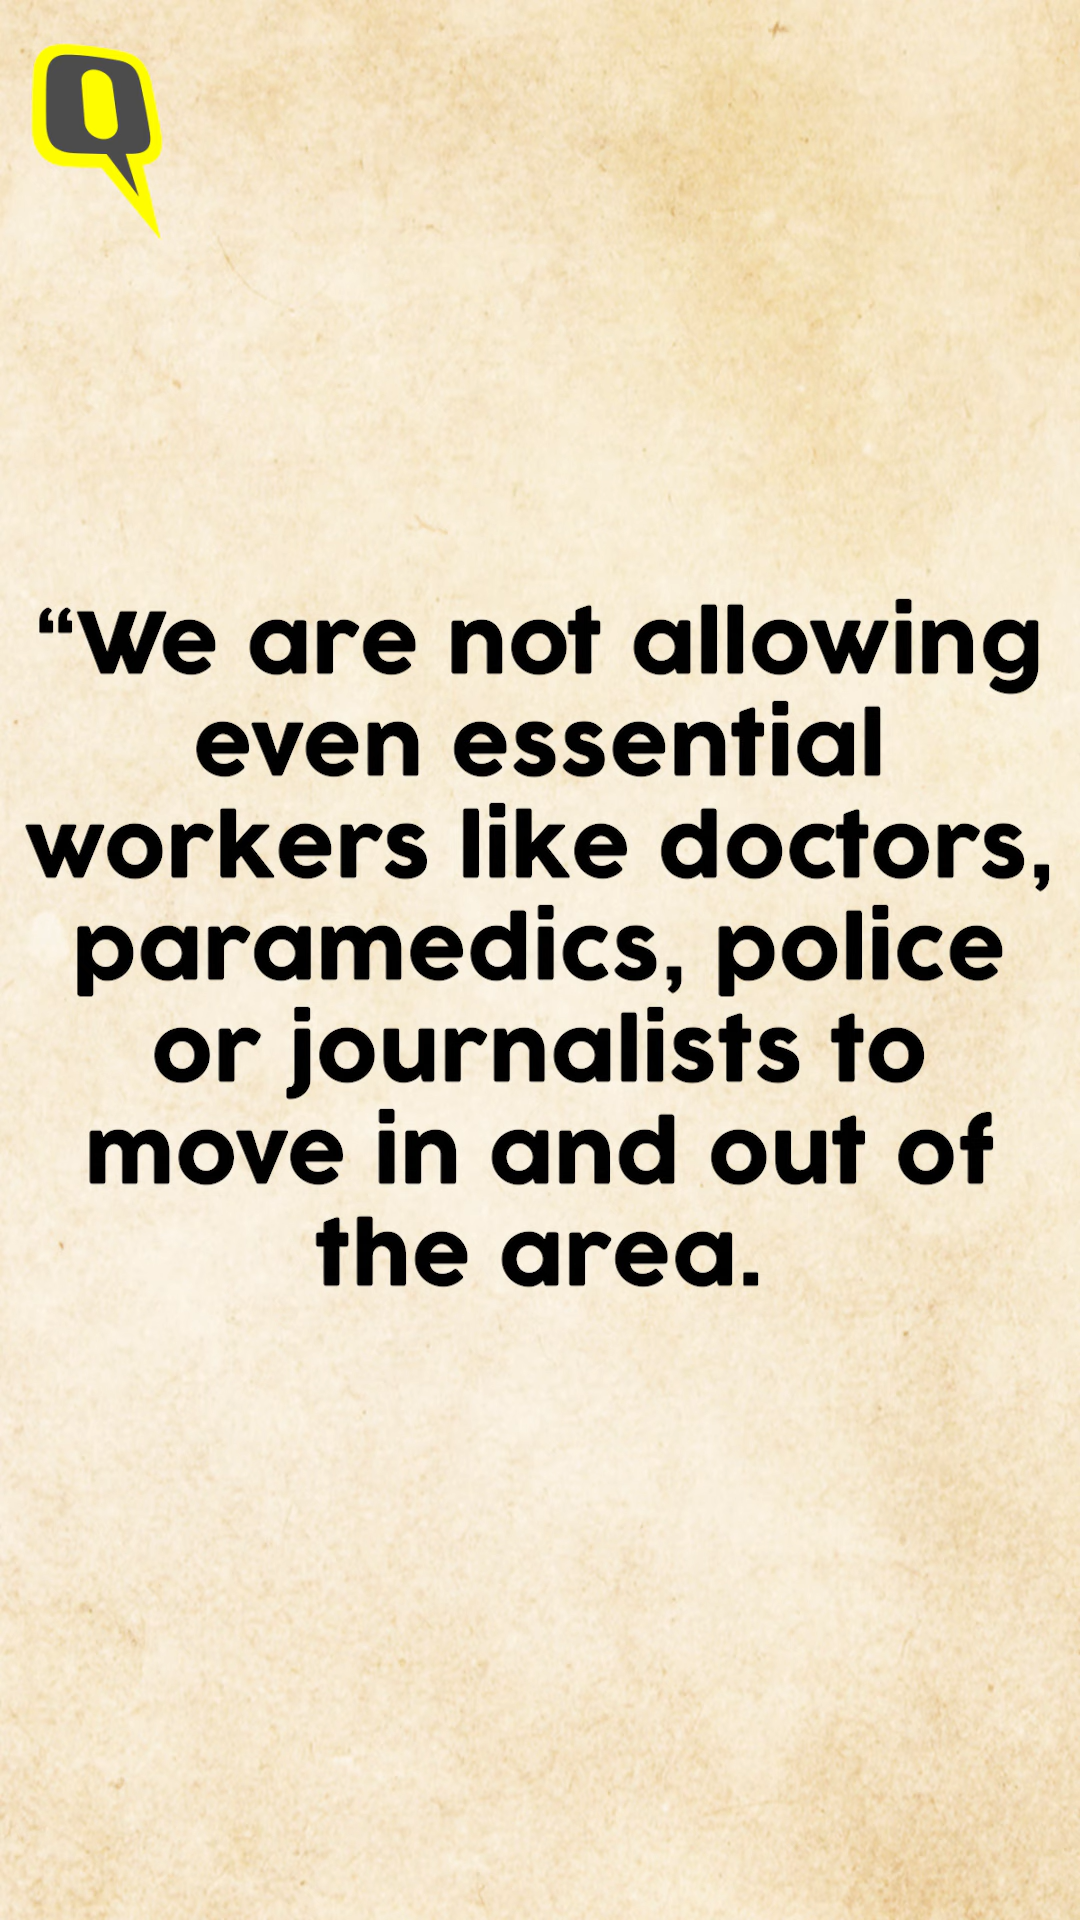 Q
“We are not allowing
even essential
workers like doctors,
paramedics, police
or journalists to
move in and out of
the area.